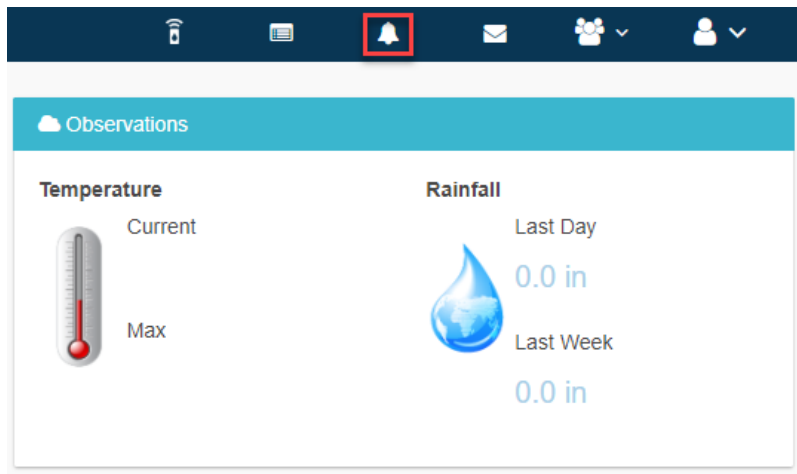 Observations
Temperature
Current
Max
Rainfall
Last Day
0.0 in
Last Week
0.0 in